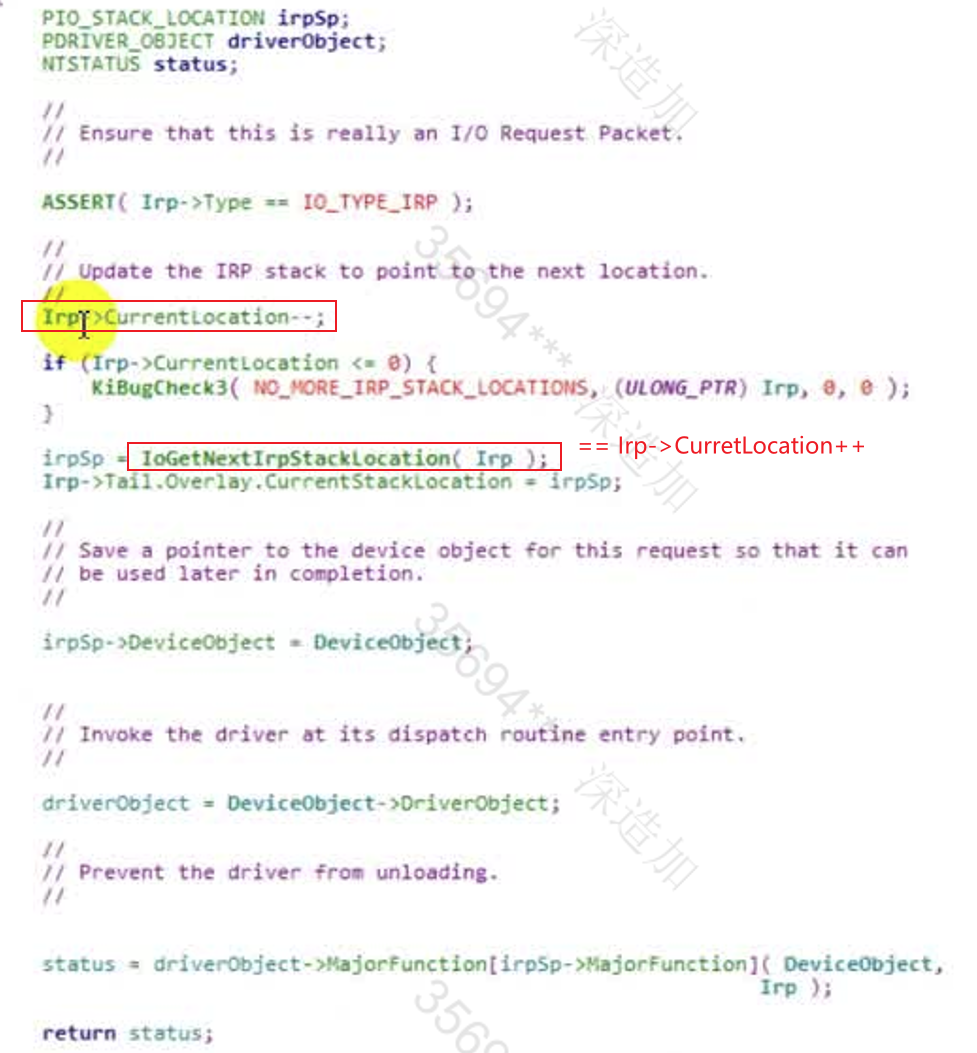 PIO_STACK_LOCATION irpSp;
PDRIVER_OBJECT driverObject;
NTSTATUS status;
//
// Ensure that this is really an I/O Request Packet.
//
ASSERT( Irp->Type == IO_TYPE_IRP );
//
// Update the IRP stack to point to the next location.
//
Irp->CurrentLocation--;
if (Irp->CurrentLocation <= 0) {
KiBugCheck3( NO_MORE_IRP_STACK_LOCATIONS, (ULONG_PTR) Irp, 0, 0 );
}
irpSp = IoGetNextIrpStackLocation( Irp ); == Irp->CurretLocation++
Irp->Tail.Overlay.CurrentStackLocation = irpSp;
//
// Save a pointer to the device object for this request so that it can
// be used later in completion.
//
irpSp->DeviceObject = DeviceObject;
//
// Invoke the driver at its dispatch routine entry point.
//
driverObject = DeviceObject->DriverObject;
//
// Prevent the driver from unloading.
//
status = driverObject->MajorFunction[irpSp->MajorFunction]( DeviceObject,
Irp );
return status;
深造加
35694***
深造加
35694**
深造加
3569